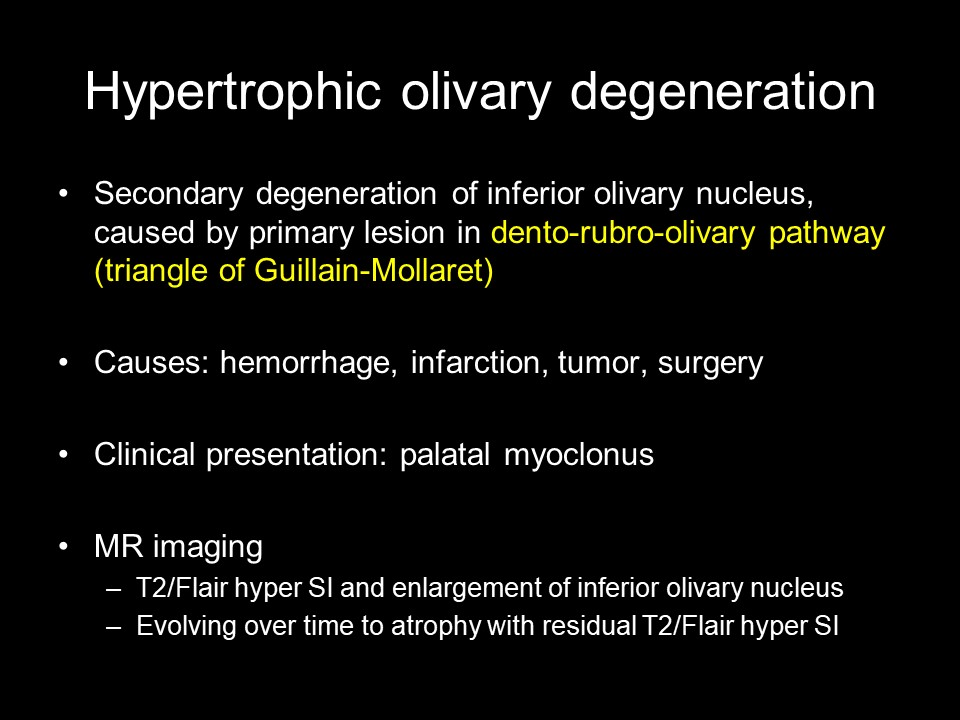 Hypertrophic olivary degeneration
• Secondary degeneration of inferior olivary nucleus,
caused by primary lesion in dento-rubro-olivary pathway
(triangle of Guillain-Mollaret)
• Causes: hemorrhage, infarction, tumor, surgery
• Clinical presentation: palatal myoclonus
• MR imaging
– T2/Flair hyper SI and enlargement of inferior olivary nucleus
– Evolving over time to atrophy with residual T2/Flair hyper SI